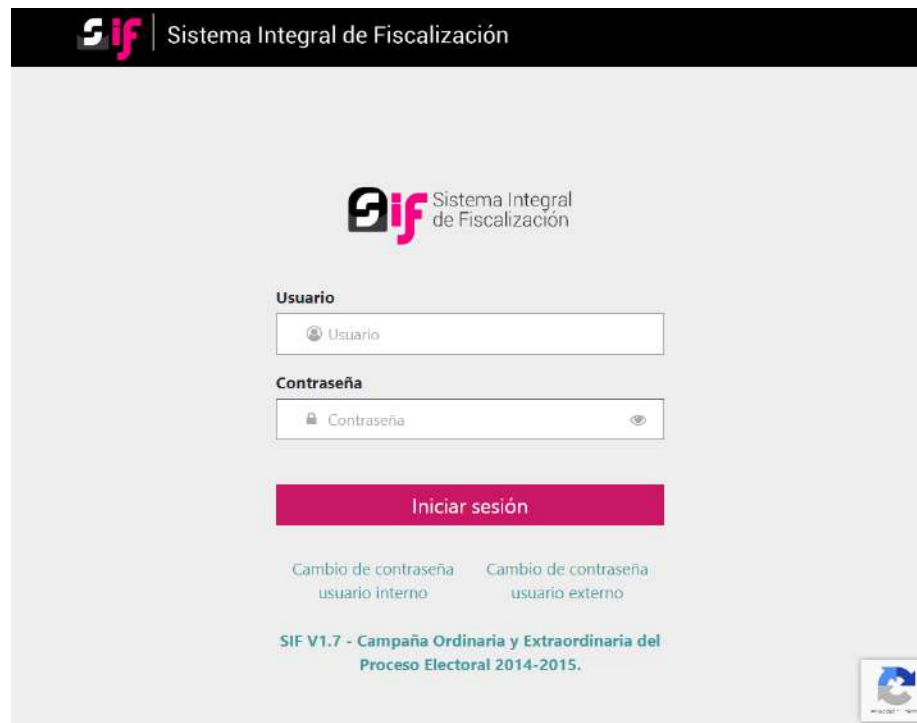 sif Sistema Integral de Fiscalización
sif Sistema Integral
de Fiscalización
Usuario
Usuario
Contraseña
Contraseña
Iniciar sesión
Cambio de contraseña
usuario interno
Cambio de contraseña
usuario externo
SIF V1.7 - Campaña Ordinaria y Extraordinaria del
Proceso Electoral 2014-2015.